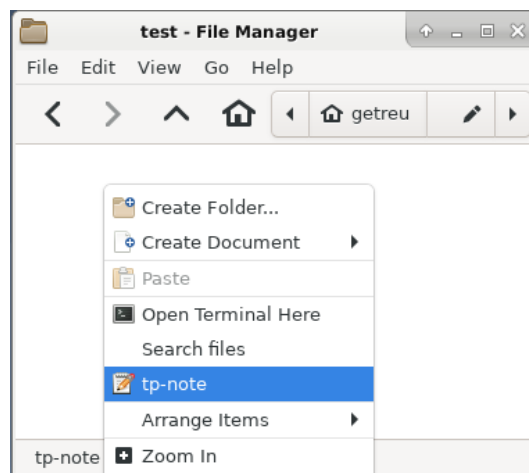 test - File Manager
File Edit View Go Help
getreu
Create Folder...
Create Document
Paste
Open Terminal Here
Search files
tp-note
Arrange Items
tp-note
Zoom In